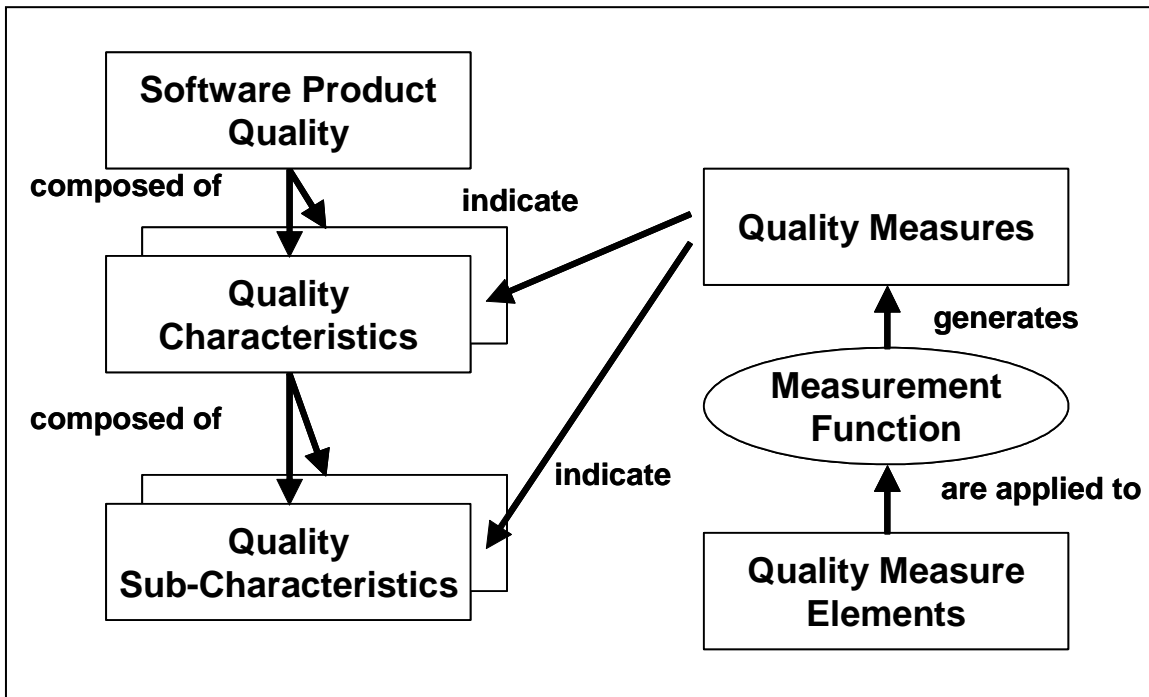 Software Product
Quality
composed of
indicate
Quality Measures
Quality
Characteristics
generates
Measurement
Function
composed of
indicate
are applied to
Quality
Sub-Characteristics
Quality Measure
Elements